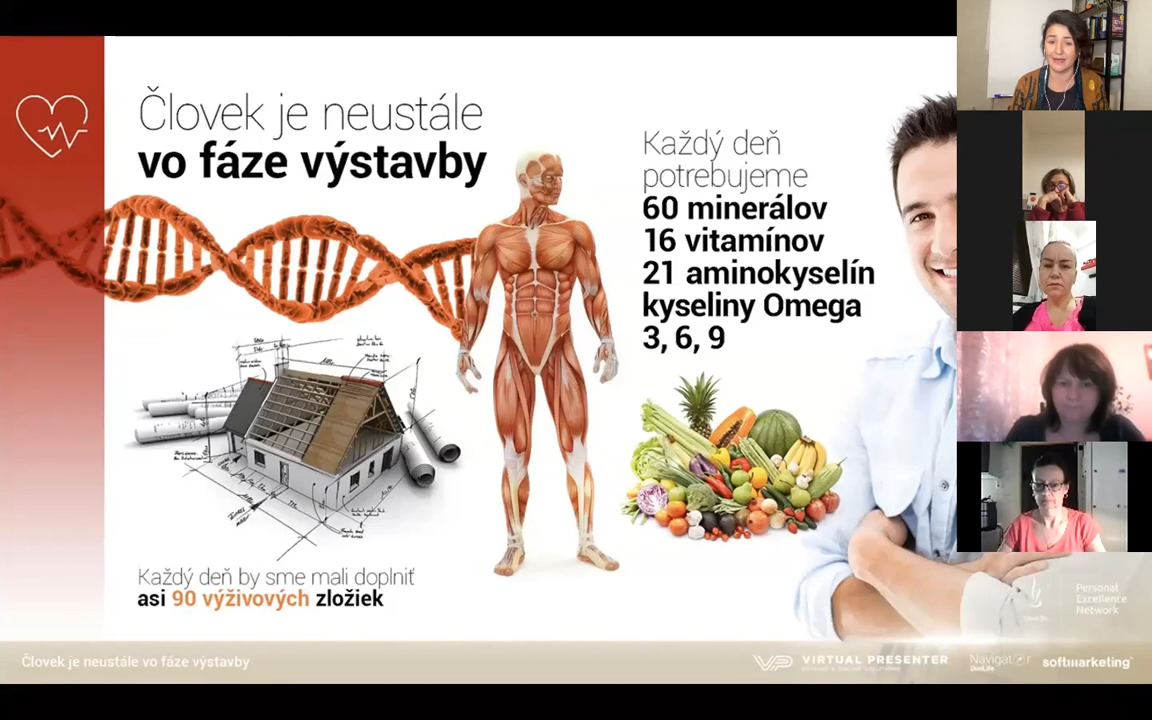 Človek je neustále
vo fáze výstavby
Každý deň
potrebujeme
60 minerálov
16 vitamínov
21 aminokyselín
kyseliny Omega
3, 6, 9
Každý deň by sme mali doplniť
asi 90 výživových zložiek
Personal
Excellence
Network
Človek je neustále vo fáze výstavby
VP VIRTUAL PRESENTER
Navigator
DuoLife
softmarketing